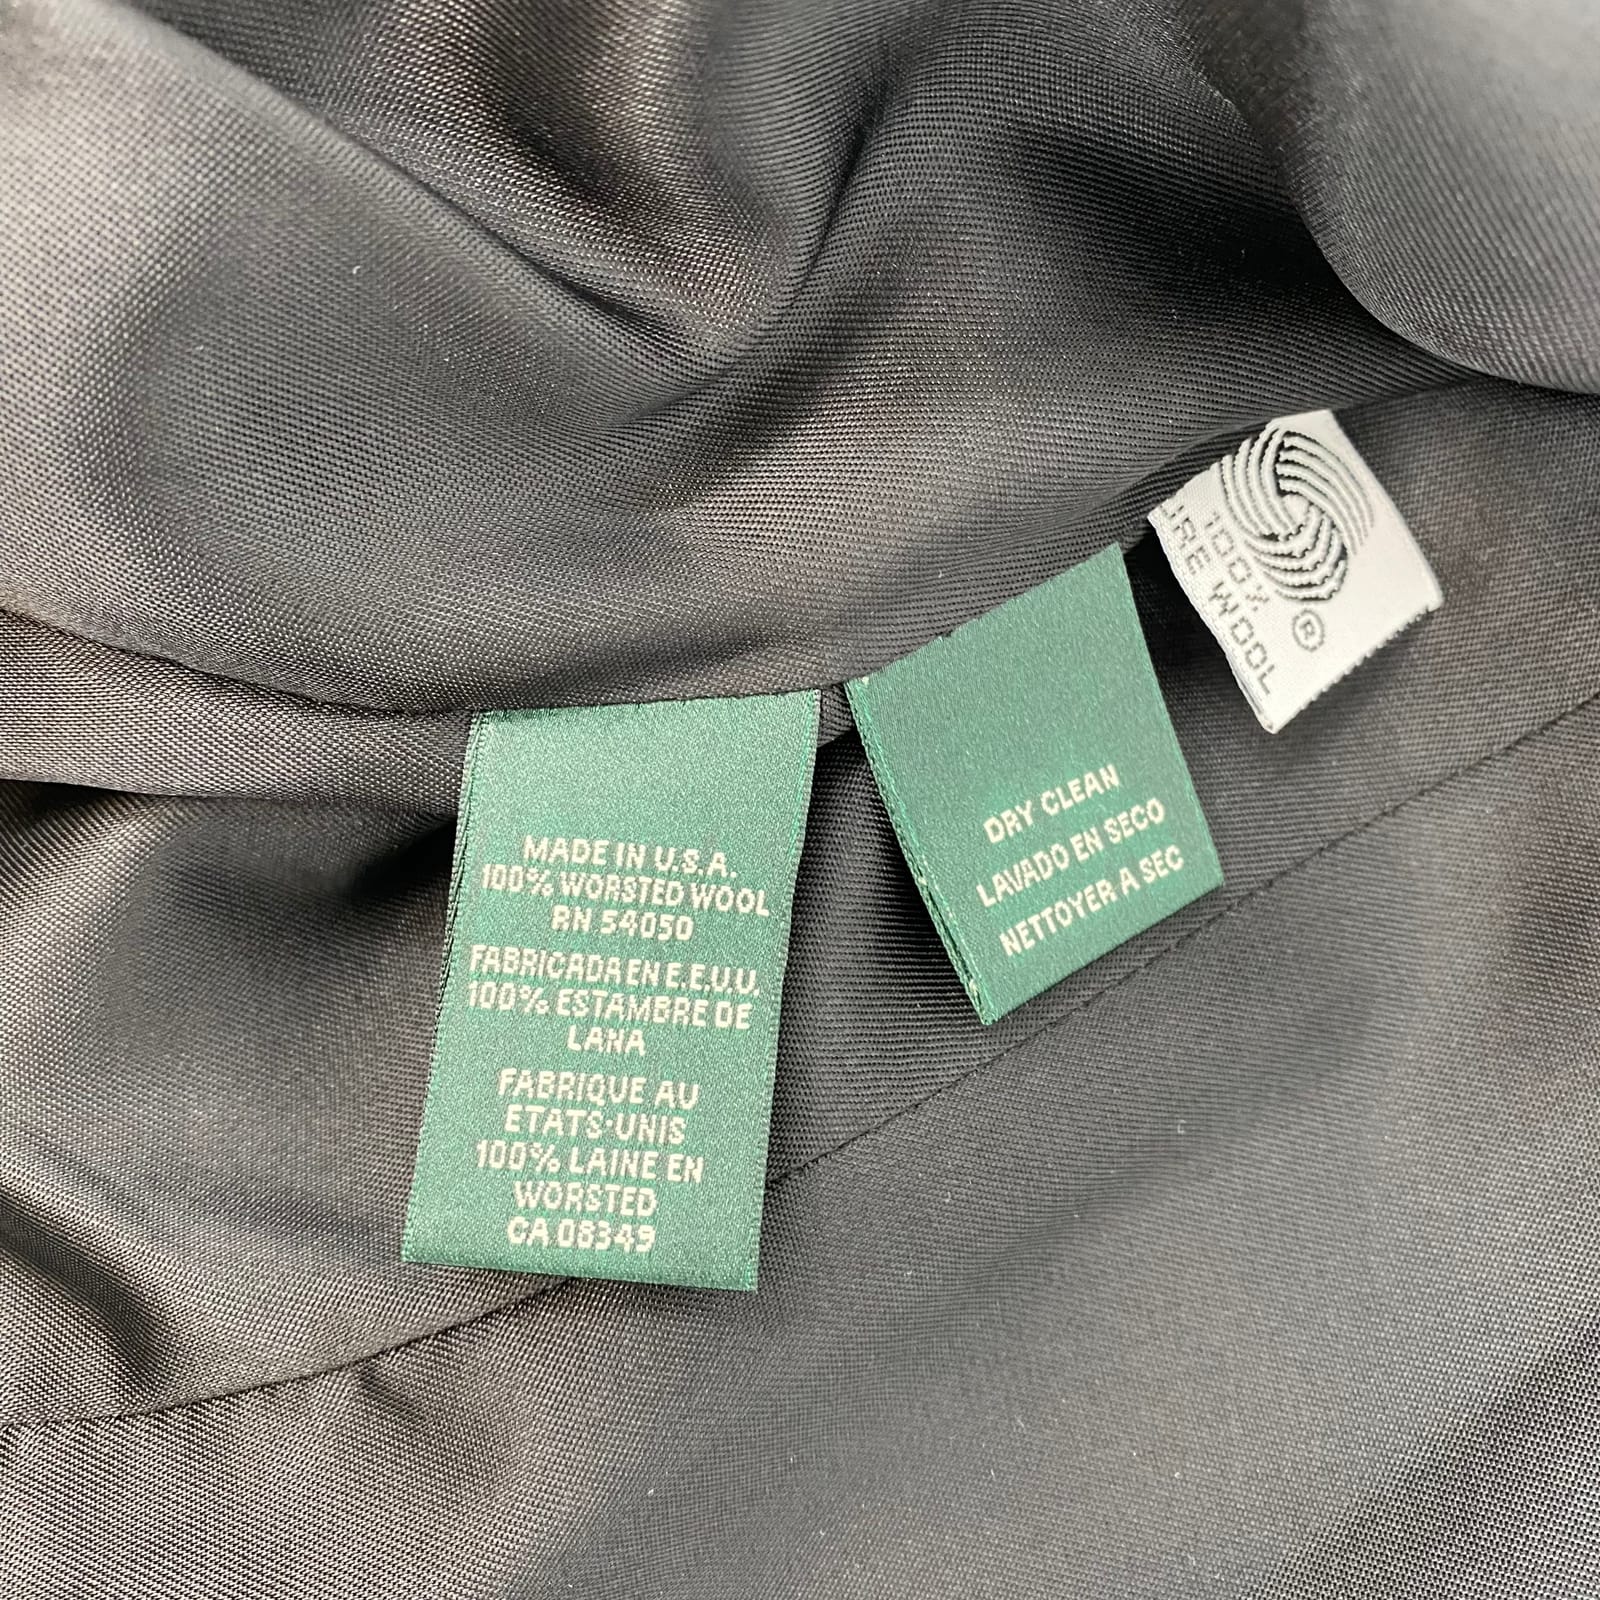 MADE IN U.S.A.
100% WORSTED WOOL
RN 54050
FABRICADA EN E.E.U.U.
100% ESTAMBRE DE
LANA
FABRIQUE AU
ETATS-UNIS
100% LAINE EN
WORSTED
CA 08349
DRY CLEAN
LAVADO EN SECO
NETTOYER A SEC
®
100%
URE WOOL